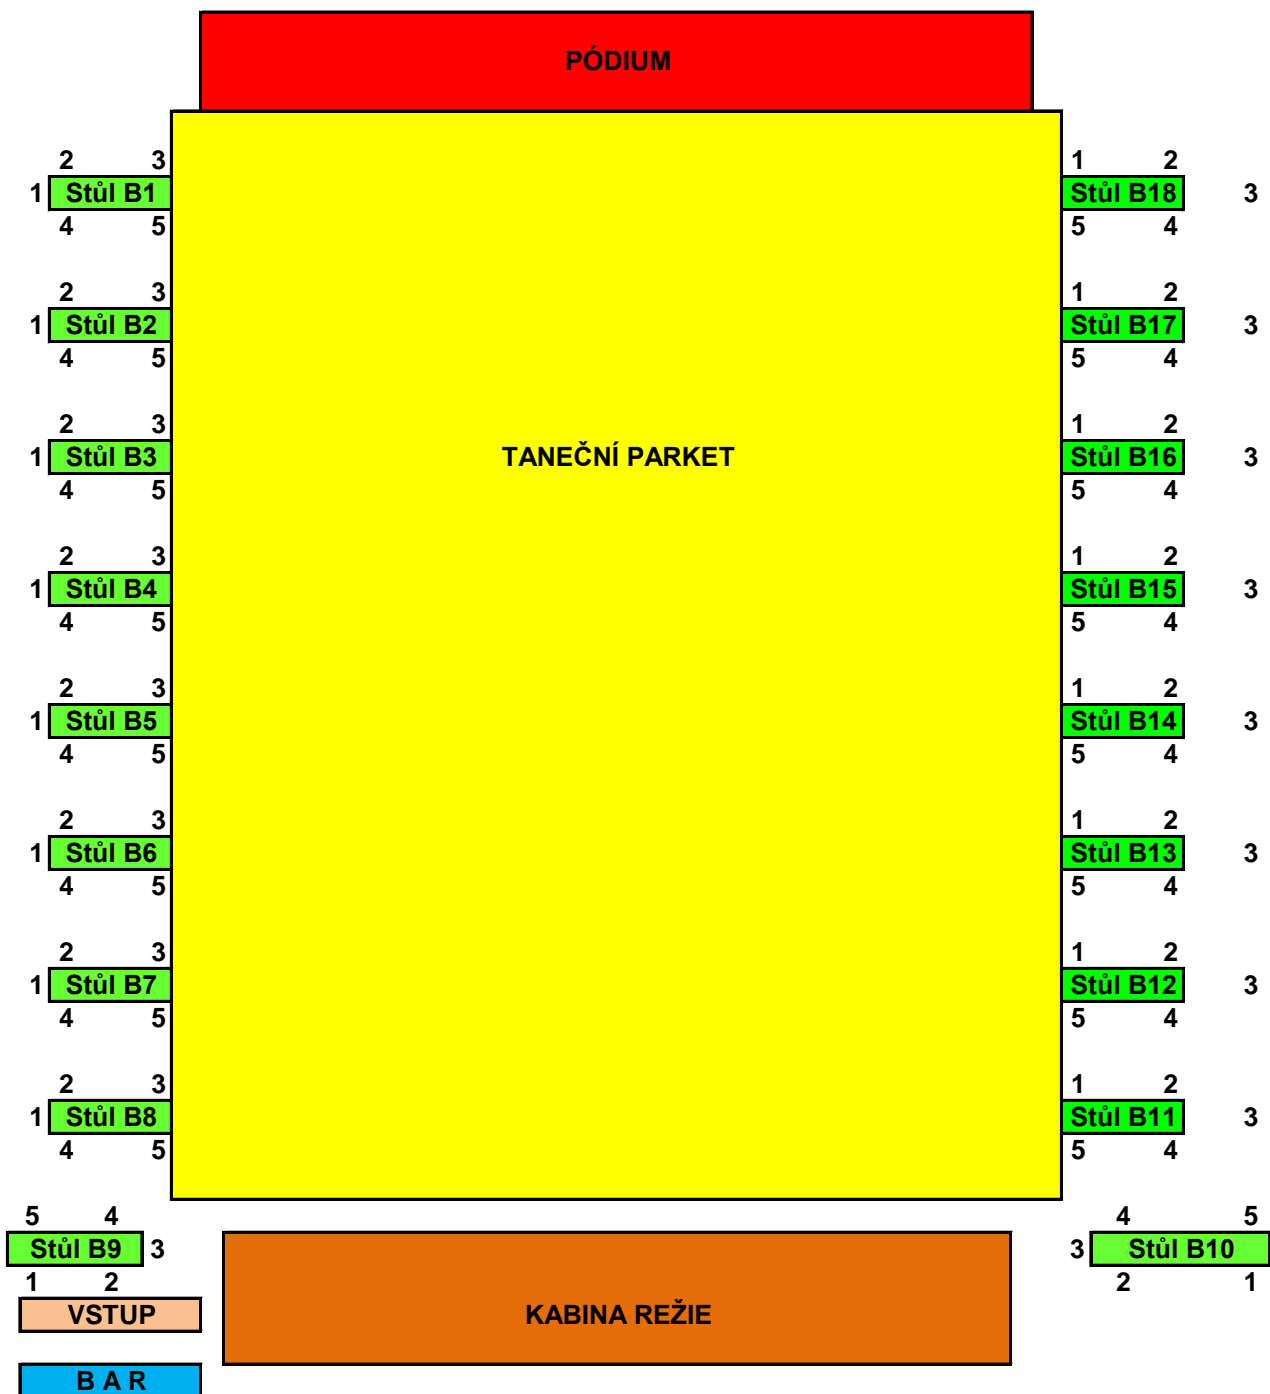 PÓDIUM
2 3 1 2
1 Stůl B1 Stůl B18 3
4 5 5 4
2 3 1 2
1 Stůl B2 Stůl B17 3
4 5 5 4
2 3 1 2
1 Stůl B3 TANEČNÍ PARKET Stůl B16 3
4 5 5 4
2 3 1 2
1 Stůl B4 Stůl B15 3
4 5 5 4
2 3 1 2
1 Stůl B5 Stůl B14 3
4 5 5 4
2 3 1 2
1 Stůl B6 Stůl B13 3
4 5 5 4
2 3 1 2
1 Stůl B7 Stůl B12 3
4 5 5 4
2 3 1 2
1 Stůl B8 Stůl B11 3
4 5 5 4
5 4 4 5
Stůl B9 3 3 Stůl B10
1 2 2 1
VSTUP KABINA REŽIE
B A R